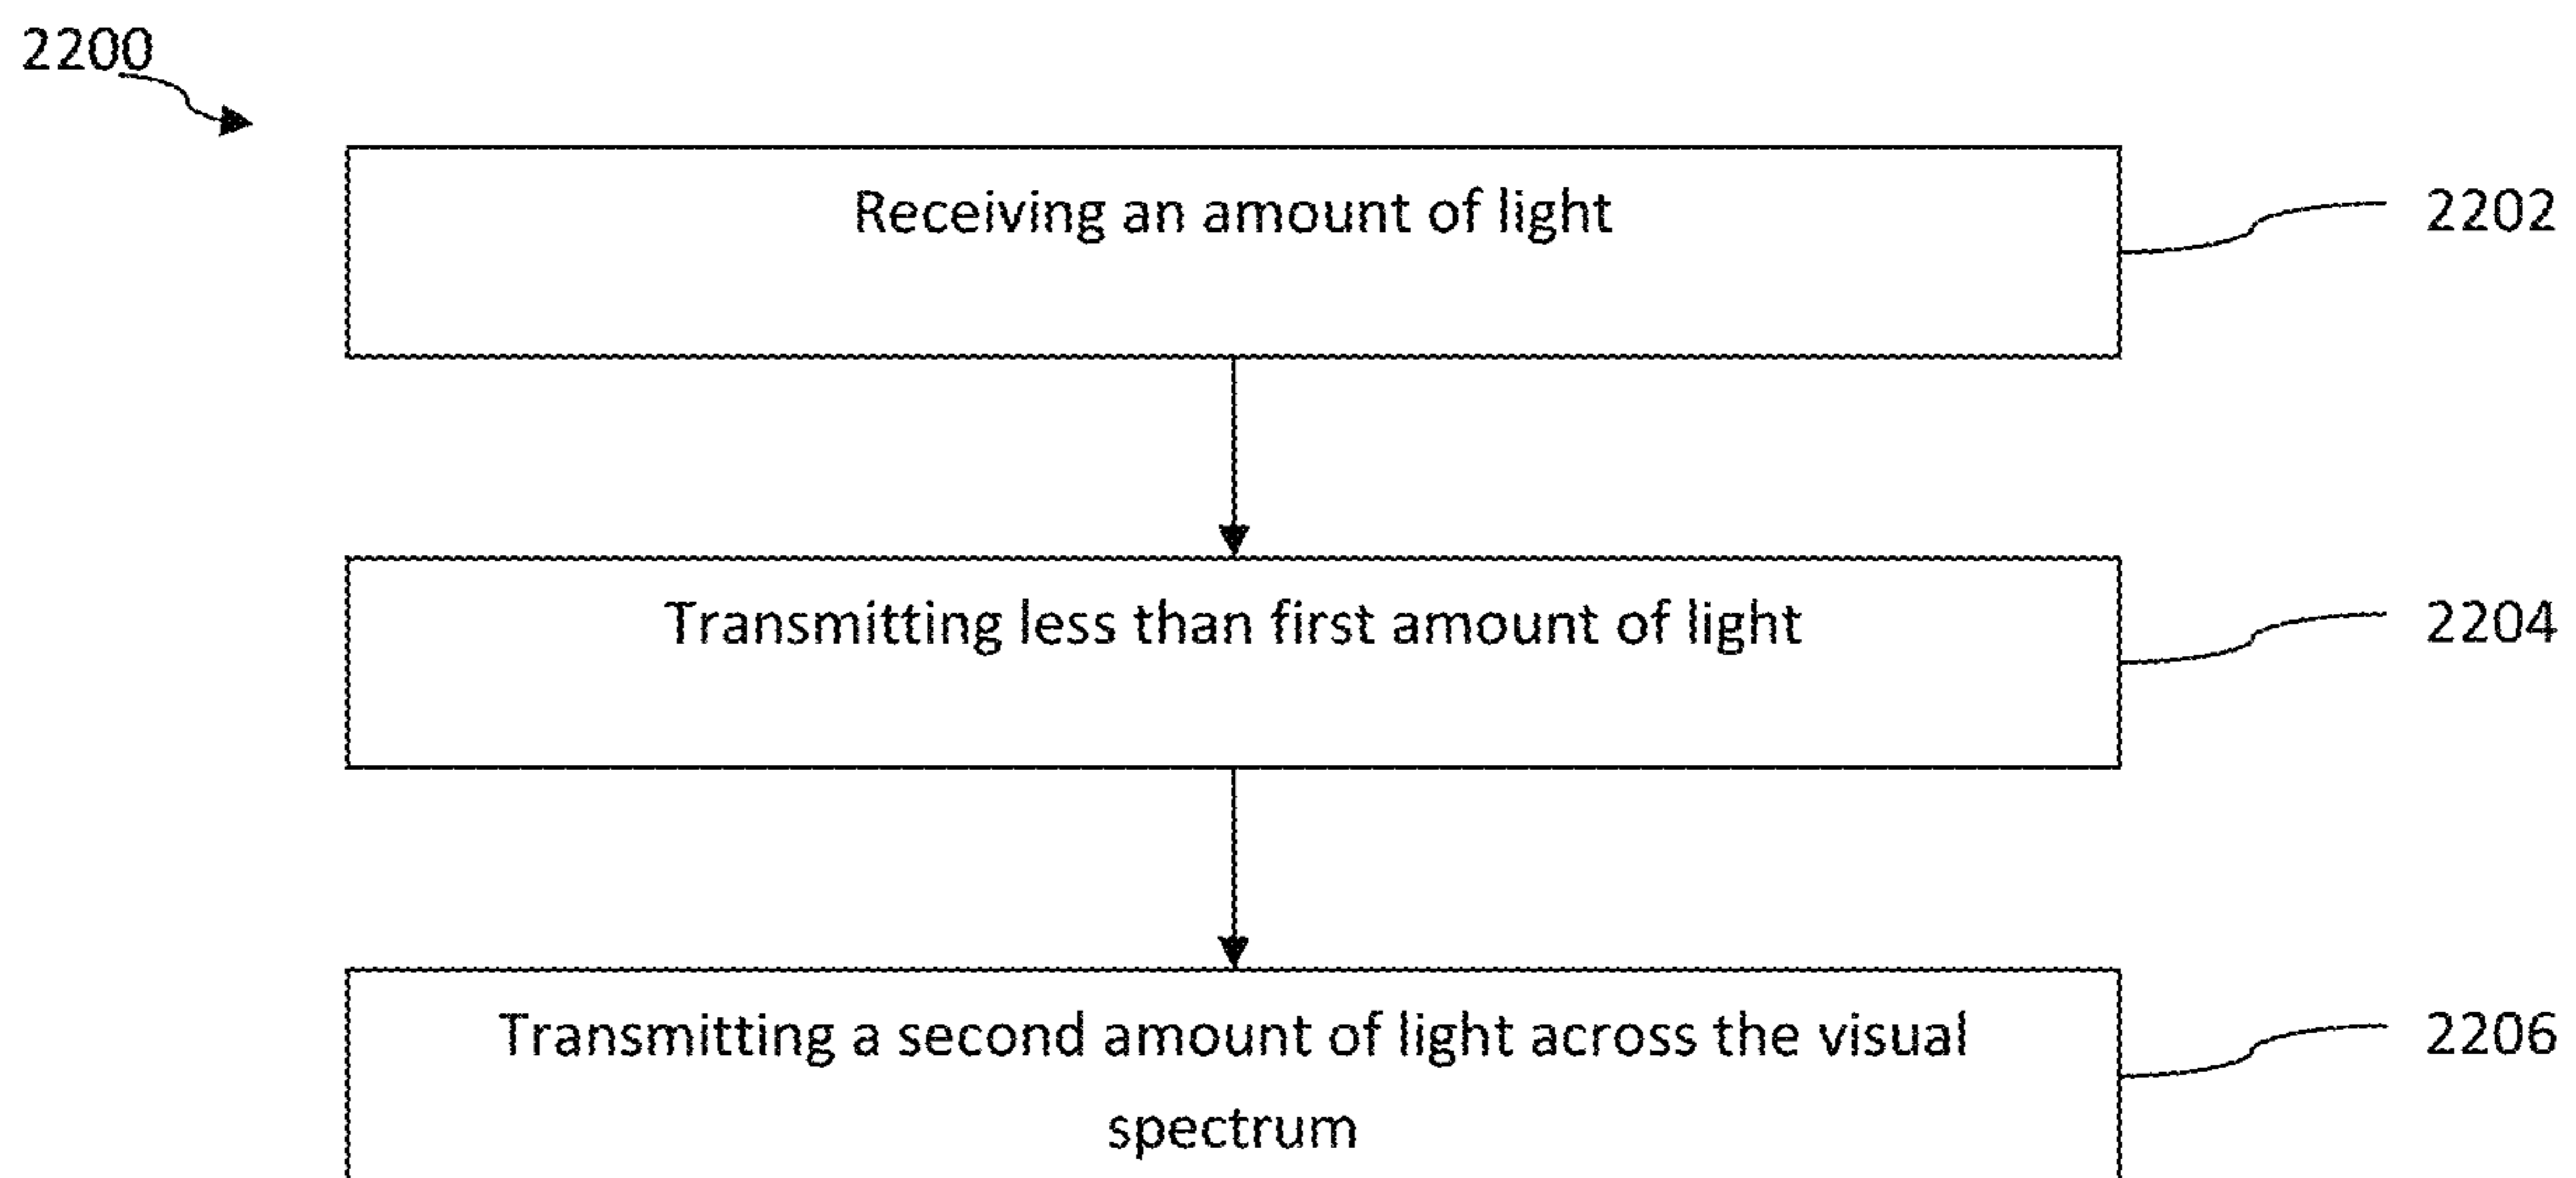 2200
Receiving an amount of light
2202
Transmitting less than first amount of light
2204
Transmitting a second amount of light across the visual
spectrum
2206